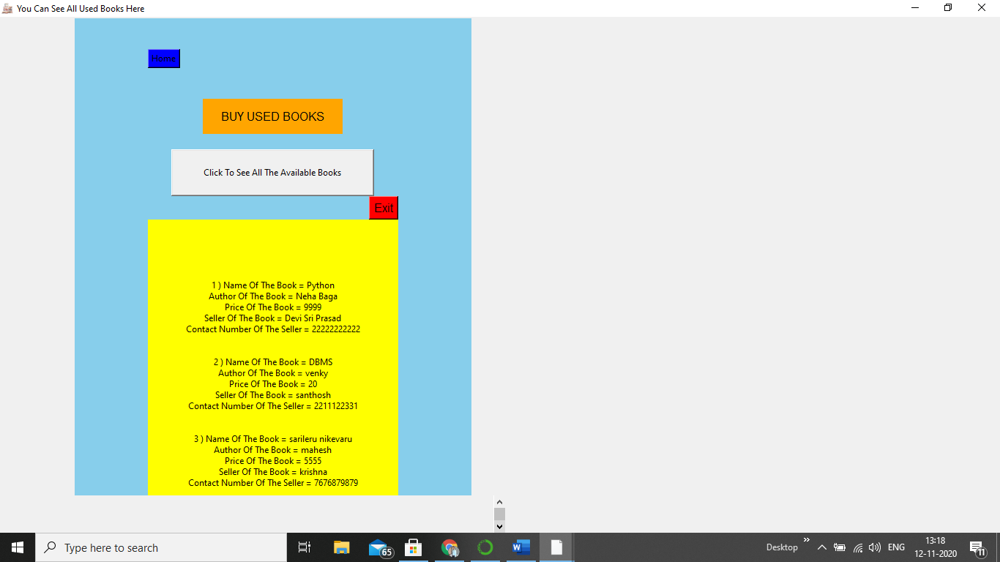 You Can See All Used Books Here
Home
BUY USED BOOKS
Click To See All The Available Books
Exit
1 ) Name Of The Book = Python
Author Of The Book = Neha Baga
Price Of The Book = 9999
Seller Of The Book = Devi Sri Prasad
Contact Number Of The Seller = 22222222222
2 ) Name Of The Book = DBMS
Author Of The Book = venky
Price Of The Book = 20
Seller Of The Book = santhosh
Contact Number Of The Seller = 2211122331
3 ) Name Of The Book = sarileru nikevaru
Author Of The Book = mahesh
Price Of The Book = 5555
Seller Of The Book = krishna
Contact Number Of The Seller = 7676879879
Type here to search
65
W
Desktop
ENG
13:18
12-11-2020
11